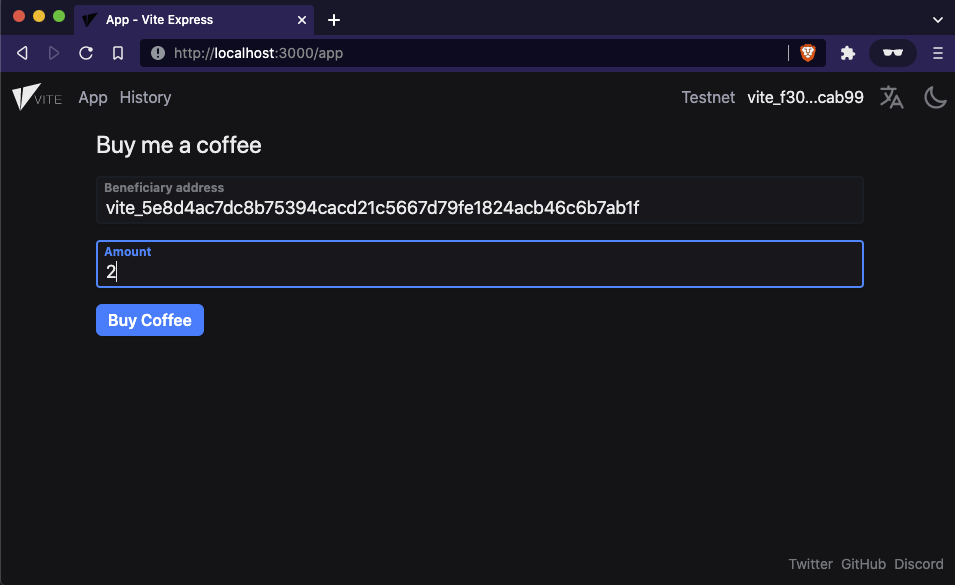 App - Vite Express
http://localhost:3000/app
VITE App History Testnet vite_f30...cab99
Buy me a coffee
Beneficiary address
vite_5e8d4ac7dc8b75394cacd21c5667d79fe1824acb46c6b7ab1f
Amount
2
Buy Coffee
Twitter GitHub Discord